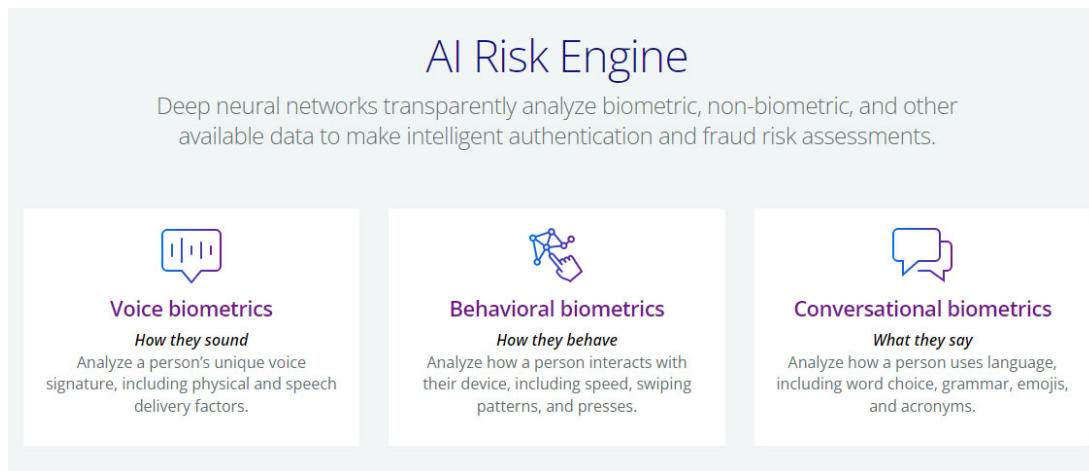 AI Risk Engine
Deep neural networks transparently analyze biometric, non-biometric, and other
available data to make intelligent authentication and fraud risk assessments.
Voice biometrics
How they sound
Analyze a person's unique voice
signature, including physical and speech
delivery factors.
Behavioral biometrics
How they behave
Analyze how a person interacts with
their device, including speed, swiping
patterns, and presses.
Conversational biometrics
What they say
Analyze how a person uses language,
including word choice, grammar, emojis,
and acronyms.